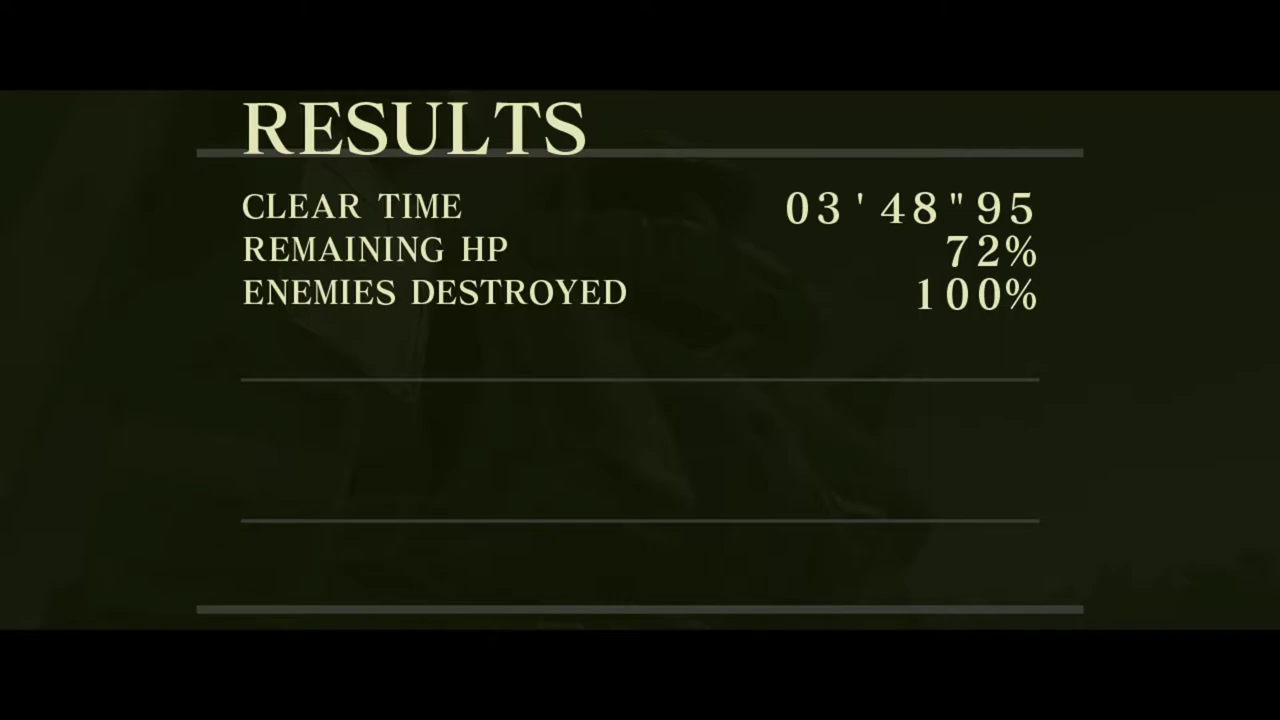 RESULTS
CLEAR TIME 03'48"95
REMAINING HP 72%
ENEMIES DESTROYED 100%